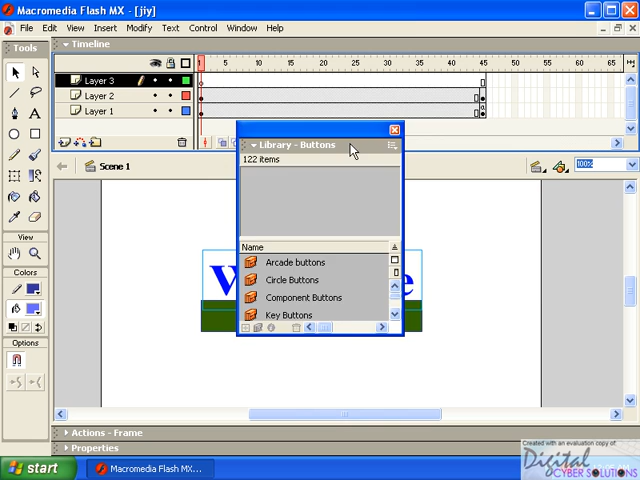 Macromedia Flash MX - [jiy]
File Edit View Insert Modify Text Control Window Help
Tools
Timeline
1 5 10 15 20 25 30 35 40 45 50 55 60 65
Layer 3
Layer 2
Layer 1
Scene 1
100%
Library - Buttons
122 items
Name
Arcade buttons
Circle Buttons
Component Buttons
Key Buttons
View
Colors
Options
Actions - Frame
Properties
start
Macromedia Flash MX...
Created with an evaluation copy of
Digital
CYBER SOLUTIONS